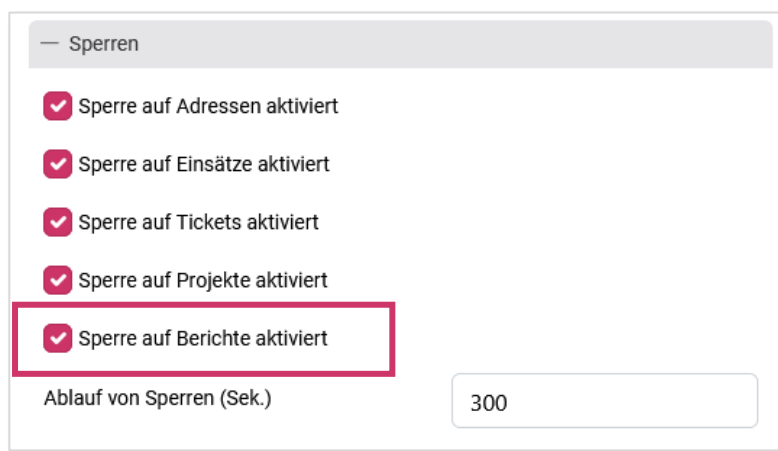 Sperren
Sperre auf Adressen aktiviert
Sperre auf Einsätze aktiviert
Sperre auf Tickets aktiviert
Sperre auf Projekte aktiviert
Sperre auf Berichte aktiviert
Ablauf von Sperren (Sek.) 300